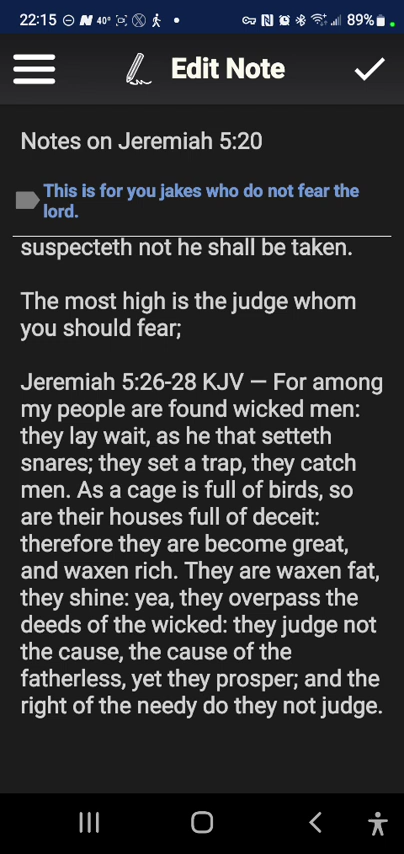 22:15 N 40° N 89%
Edit Note
Notes on Jeremiah 5:20
This is for you jakes who do not fear the
lord.
suspecteth not he shall be taken.
The most high is the judge whom
you should fear;
Jeremiah 5:26-28 KJV — For among
my people are found wicked men:
they lay wait, as he that setteth
snares; they set a trap, they catch
men. As a cage is full of birds, so
are their houses full of deceit:
therefore they are become great,
and waxen rich. They are waxen fat,
they shine: yea, they overpass the
deeds of the wicked: they judge not
the cause, the cause of the
fatherless, yet they prosper; and the
right of the needy do they not judge.